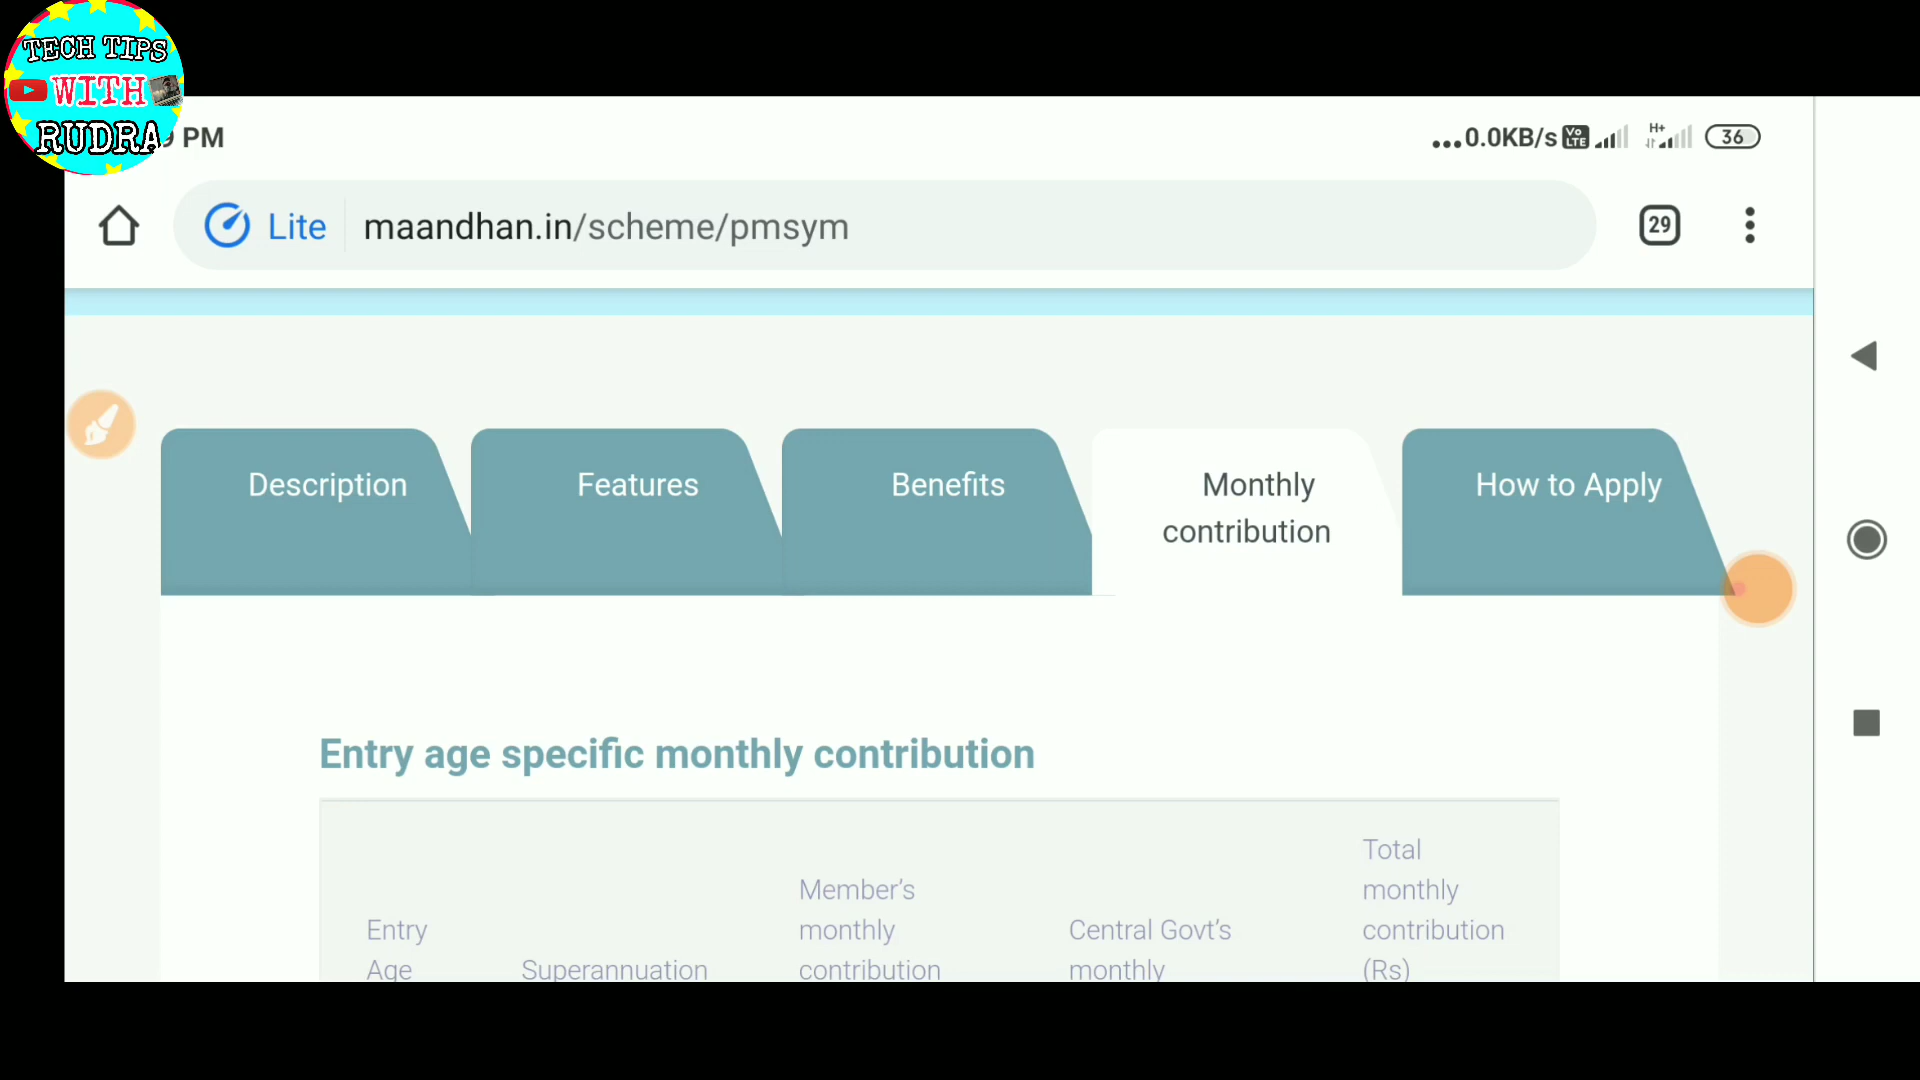 TECH TIPS
WITH
RUDRA
PM
...0.0KB/s Vo LTE H+ 36
Lite maandhan.in/scheme/pmsym 29
Description Features Benefits Monthly contribution How to Apply
Entry age specific monthly contribution
Entry Age
Superannuation
Member's monthly contribution
Central Govt's monthly
Total monthly contribution (Rs)